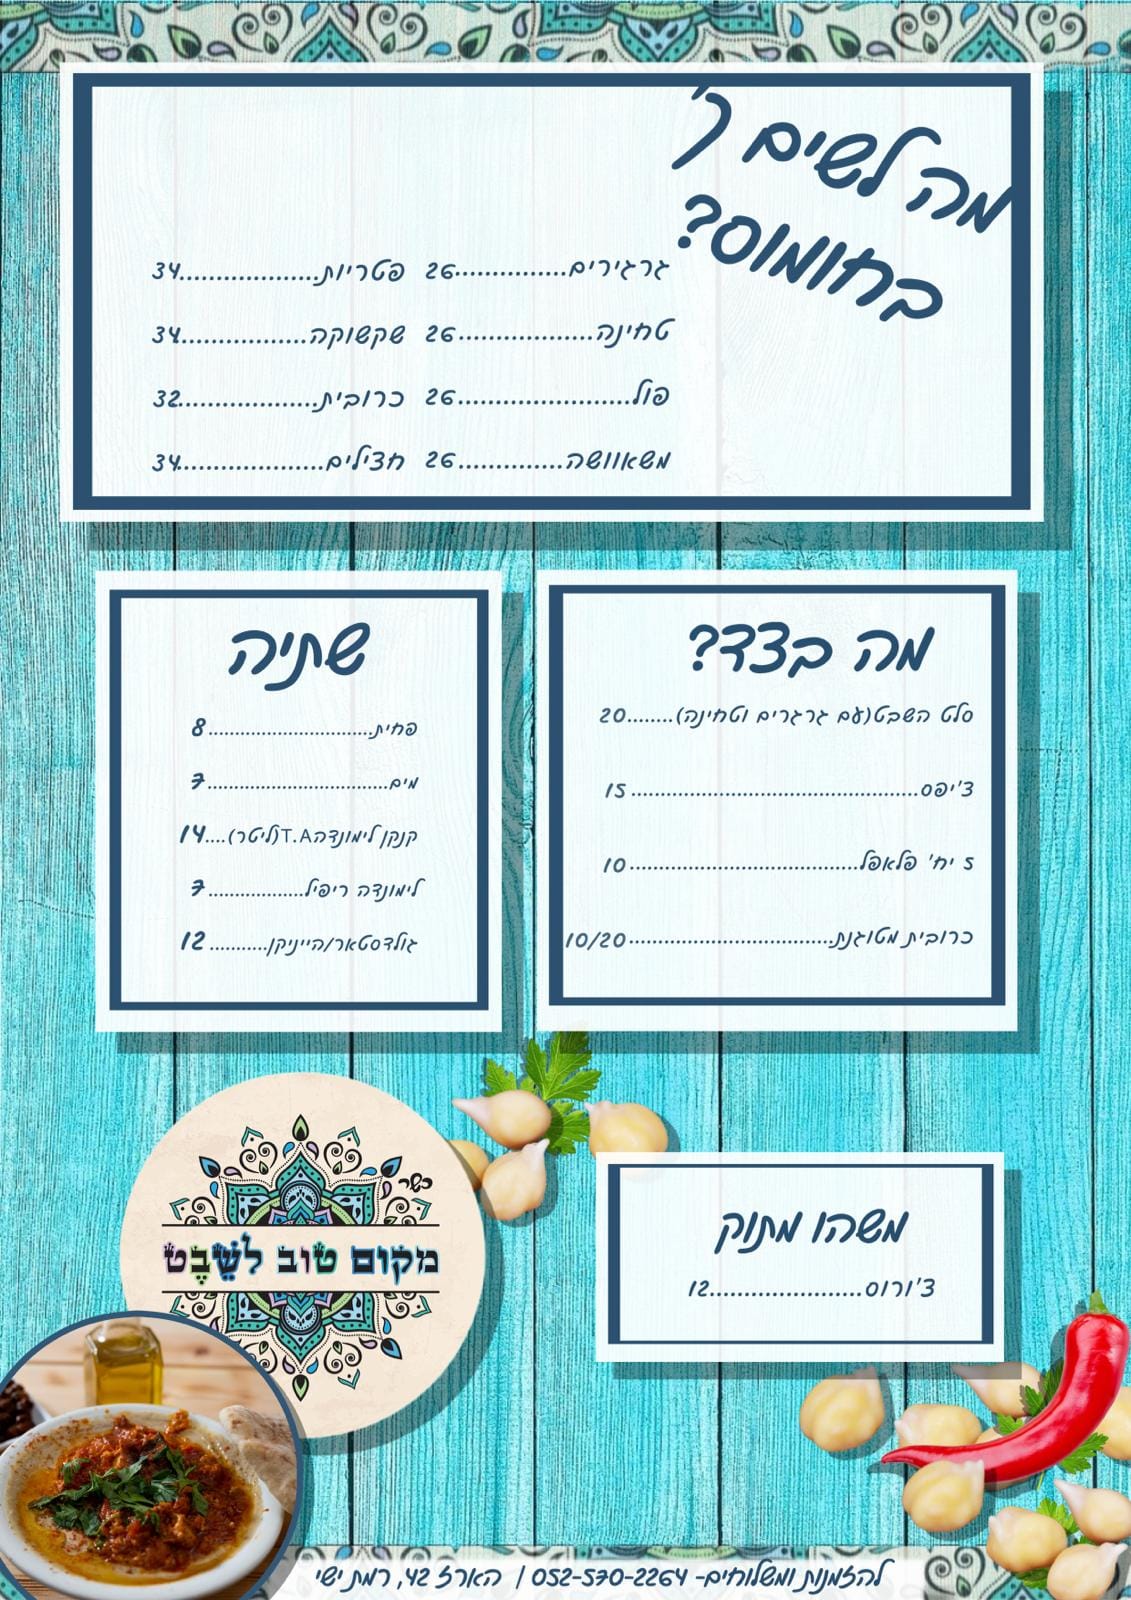 מה לשים לך
בחומוס?
גרגירים...............26
טחינה..................26
פול.......................26
משאוושה..............26
פטריות...................34
שקשוקה..................34
כרובית...................32
חצילים....................34
מה בצד?
סלט השבט(עם גרגרים וטחינה)........20
צ'יפס..............................................15
5 יח' פלאפל.....................................10
כרובית מטוגנת................................10/20
שתיה
פחית...............................8
מים..................................7
קנקן לימונדהT.A(ליטר)....14
לימונדה ריפיל..................7
גולדסטאר/הייניקן...........12
כשר
מקום טוב לשֵׁבֶט
משהו מתוק
צ'ורוס......................12
להזמנות ומשלוחים- 052-570-2264 | הארז 42, רמת ישי